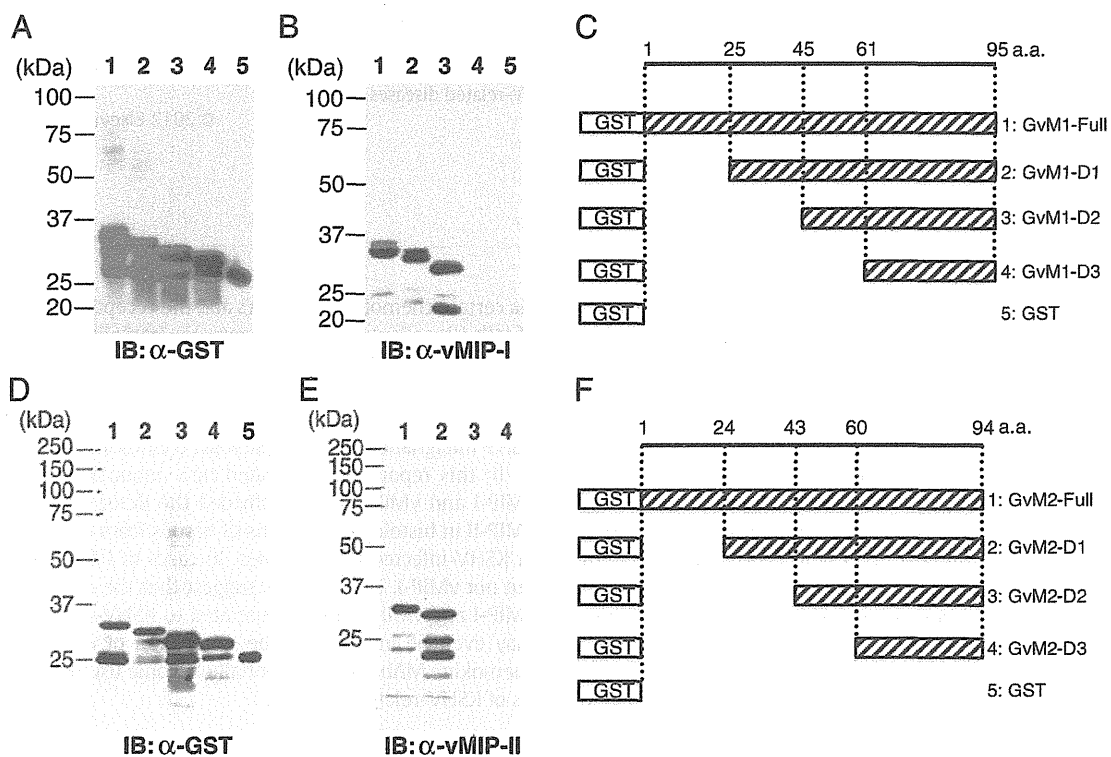 A
(kDa)
1 2 3 4 5
100
75
50
37
25
20
IB: α-GST
B
(kDa)
1 2 3 4 5
100
75
50
37
25
20
IB: α-vMIP-I
C
1 25 45 61 95 a.a.
GST 1: GvM1-Full
GST 2: GvM1-D1
GST 3: GvM1-D2
GST 4: GvM1-D3
GST 5: GST
D
(kDa)
1 2 3 4 5
250
150
100
75
50
37
25
IB: α-GST
E
(kDa)
1 2 3 4
250
150
100
75
50
37
25
IB: α-vMIP-II
F
1 24 43 60 94 a.a.
GST 1: GvM2-Full
GST 2: GvM2-D1
GST 3: GvM2-D2
GST 4: GvM2-D3
GST 5: GST